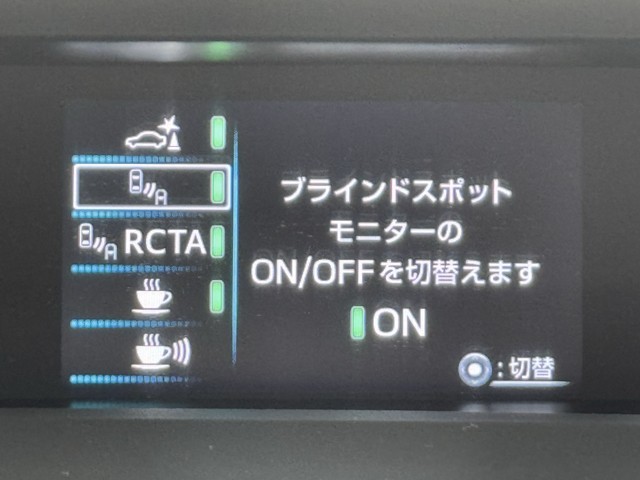 RCTA
ブラインドスポット
モニターの
ON/OFFを切替えます
ON
:切替